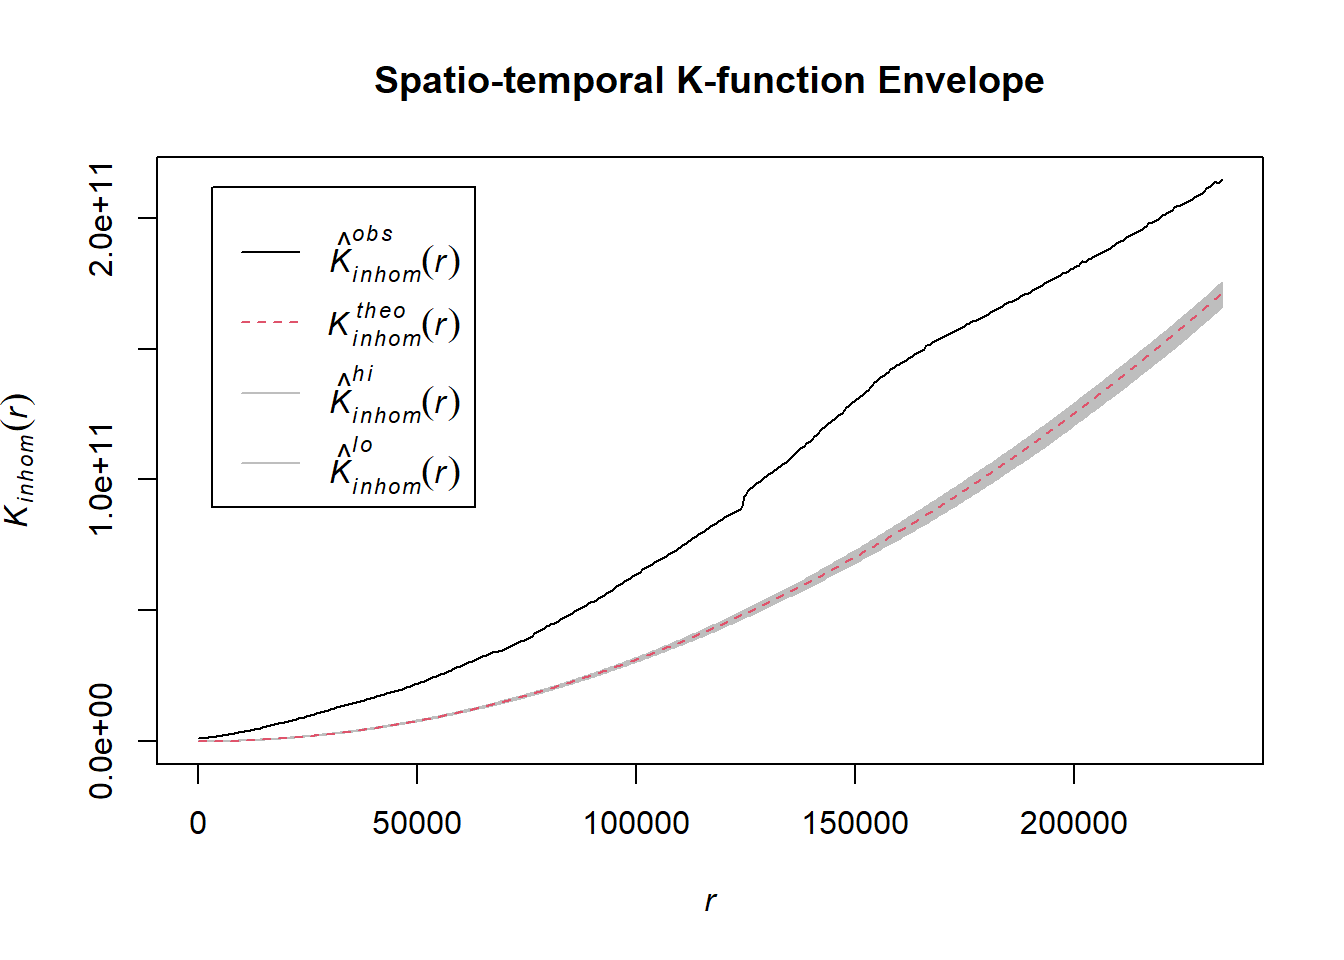 Spatio-temporal K-function Envelope
K̂ᵒᵇˢ_inhom(r)
Kᵗʰᵉᵒ_inhom(r)
K̂ʰⁱ_inhom(r)
K̂ˡᵒ_inhom(r)
K_inhom(r)
2.0e+11
1.0e+11
0.0e+00
0 50000 100000 150000 200000
r